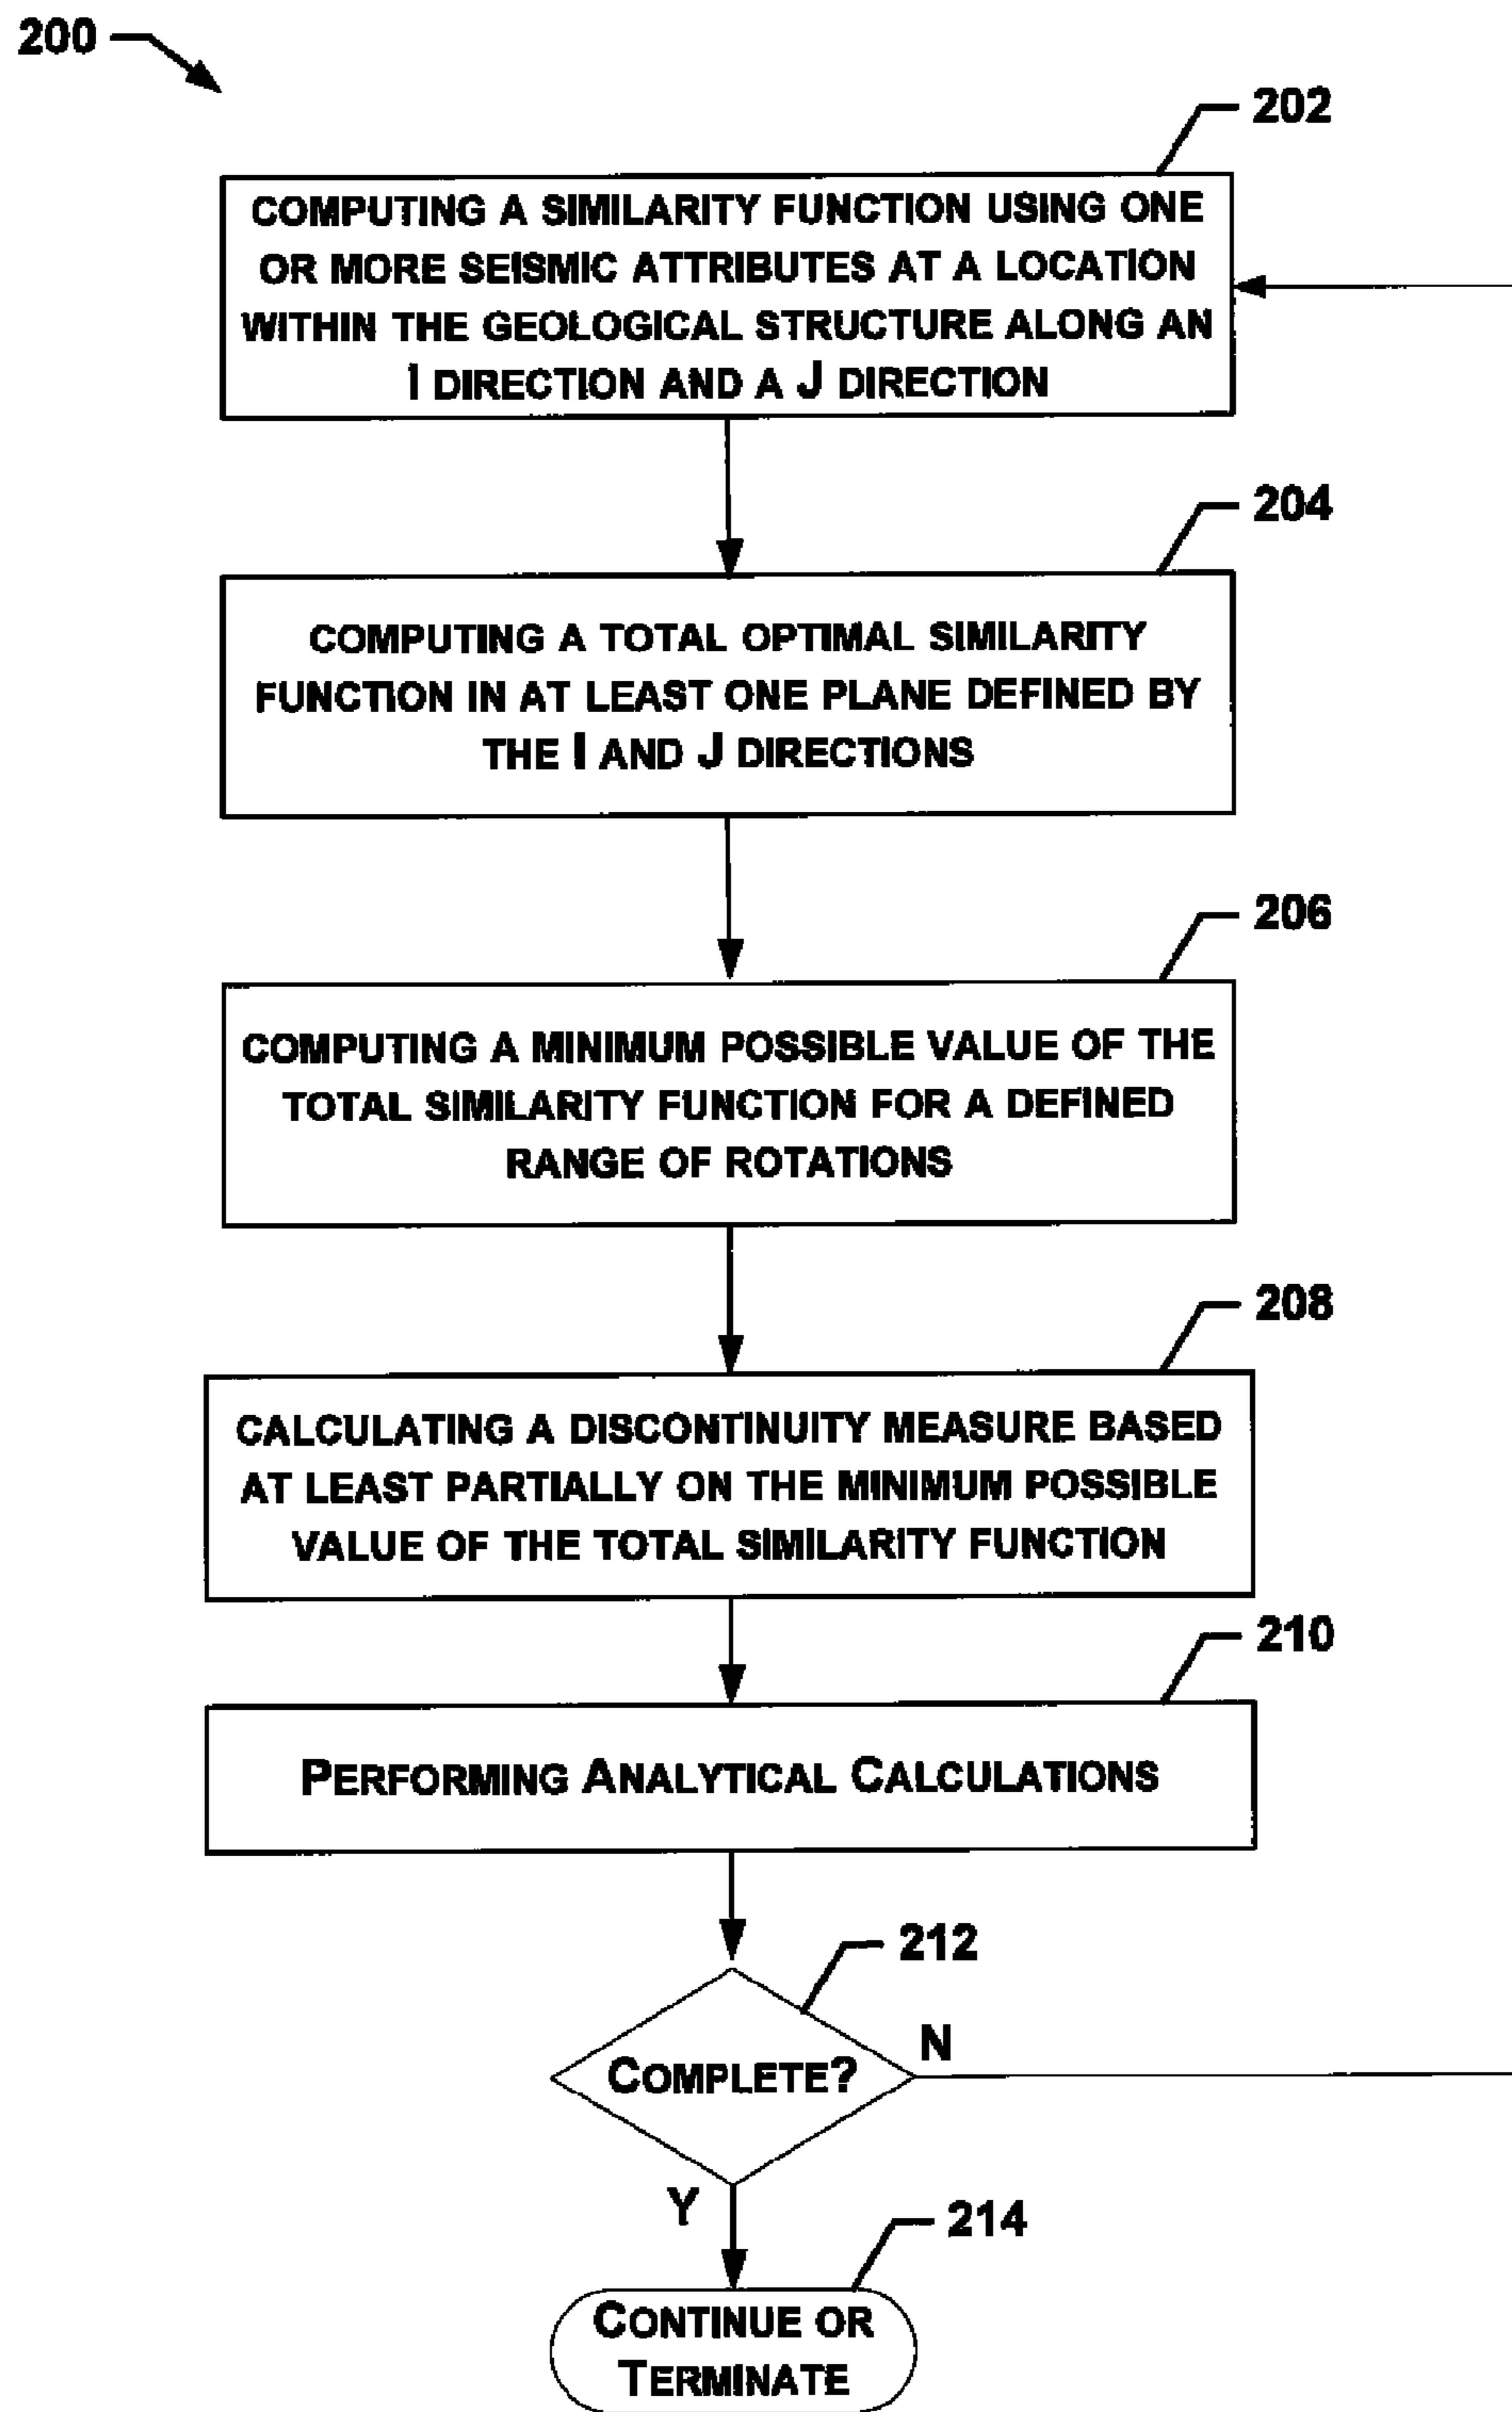 200
202
COMPUTING A SIMILARITY FUNCTION USING ONE
OR MORE SEISMIC ATTRIBUTES AT A LOCATION
WITHIN THE GEOLOGICAL STRUCTURE ALONG AN
I DIRECTION AND A J DIRECTION
204
COMPUTING A TOTAL OPTIMAL SIMILARITY
FUNCTION IN AT LEAST ONE PLANE DEFINED BY
THE I AND J DIRECTIONS
206
COMPUTING A MINIMUM POSSIBLE VALUE OF THE
TOTAL SIMILARITY FUNCTION FOR A DEFINED
RANGE OF ROTATIONS
208
CALCULATING A DISCONTINUITY MEASURE BASED
AT LEAST PARTIALLY ON THE MINIMUM POSSIBLE
VALUE OF THE TOTAL SIMILARITY FUNCTION
210
PERFORMING ANALYTICAL CALCULATIONS
212
COMPLETE?
N
Y
214
CONTINUE OR
TERMINATE